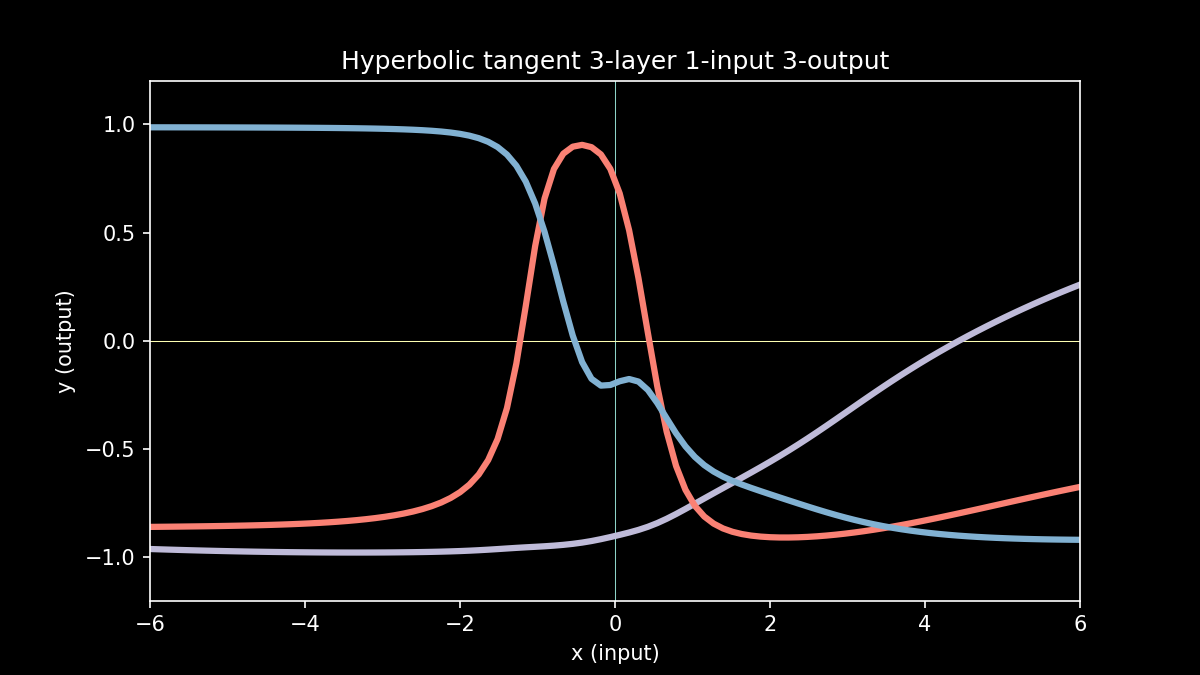 Hyperbolic tangent 3-layer 1-input 3-output
1.0
0.5
0.0
−0.5
−1.0
y (output)
−6 −4 −2 0 2 4 6
x (input)